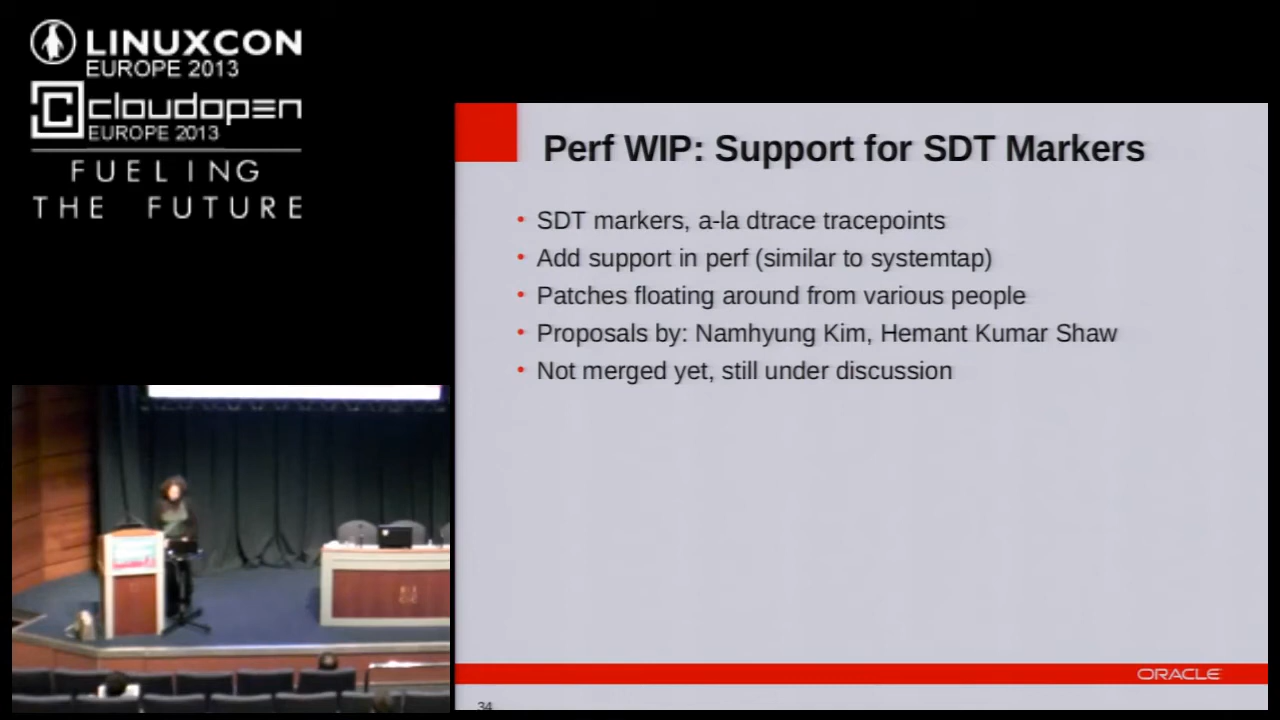 LINUXCON
EUROPE 2013
cloudopen
EUROPE 2013
FUELING
THE FUTURE
Perf WIP: Support for SDT Markers
• SDT markers, a-la dtrace tracepoints
• Add support in perf (similar to systemtap)
• Patches floating around from various people
• Proposals by: Namhyung Kim, Hemant Kumar Shaw
• Not merged yet, still under discussion
ORACLE
34